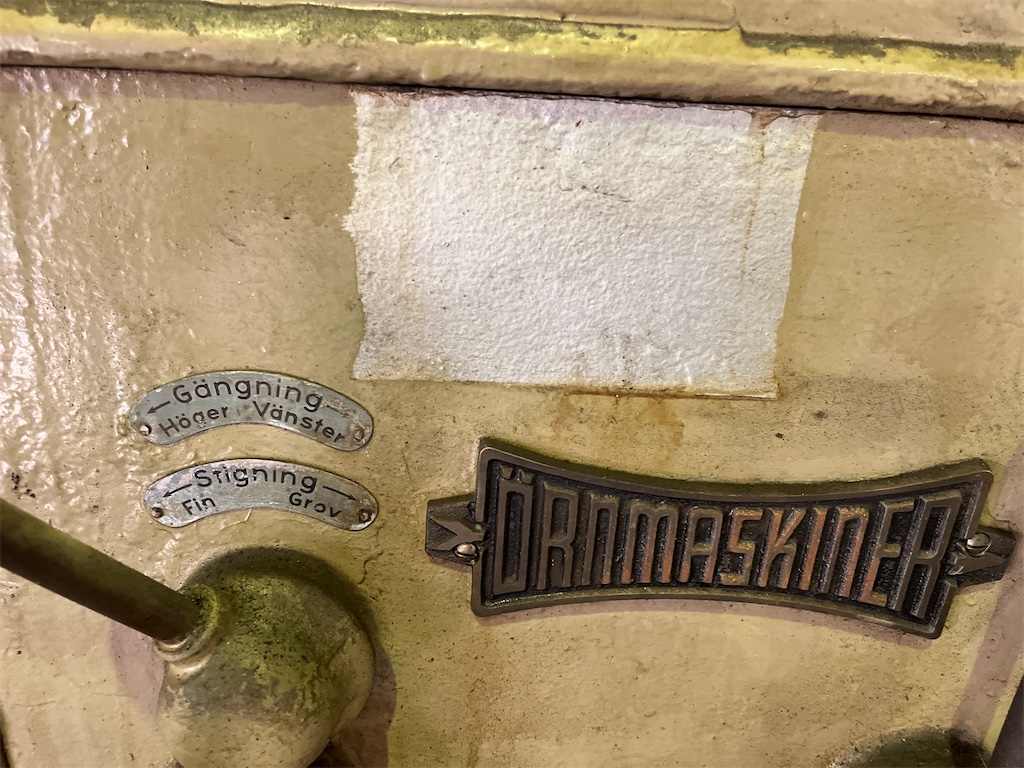 Gängning
Höger Vänster
Stigning
Fin Grov
ÖRNMASKINER